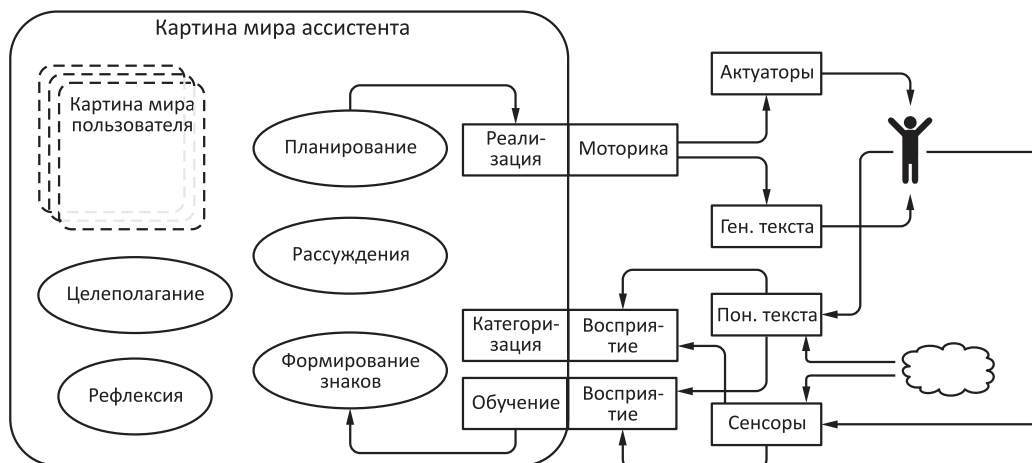 Картина мира ассистента
Картина мира
пользователя
Планирование
Реали-
зация
Моторика
Актуаторы
Ген. текста
Рассуждения
Целеполагание
Категори-
зация
Восприя-
тие
Пон. текста
Формирование
знаков
Рефлексия
Обучение
Восприя-
тие
Сенсоры